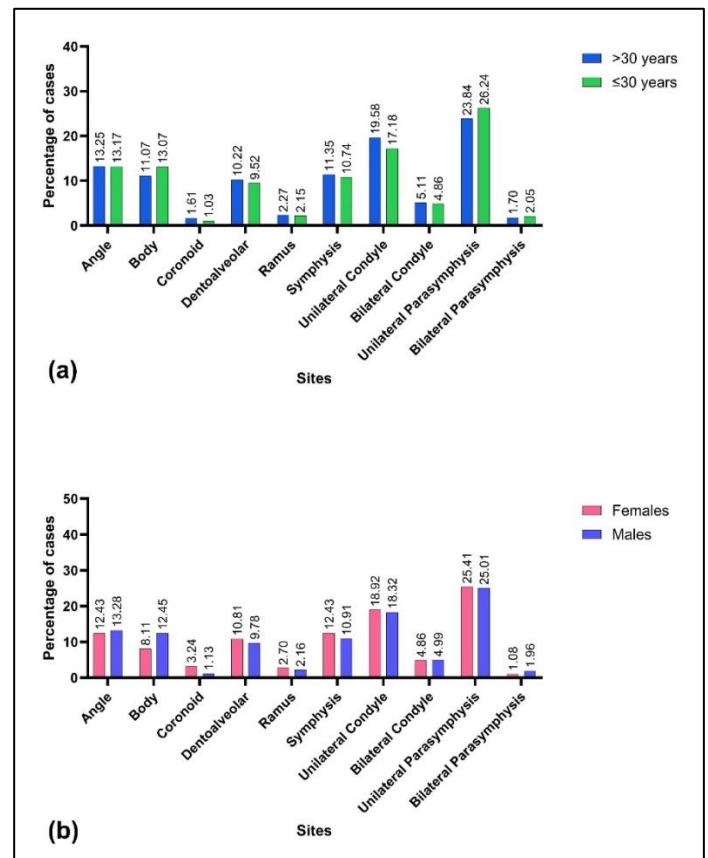 40
30
20
10
0
Percentage of cases
>30 years
≤30 years
13.25
13.17
11.07
13.07
1.61
1.03
10.22
9.52
2.27
2.15
11.35
10.74
19.58
17.18
5.11
4.86
23.84
26.24
1.70
2.05
Angle
Body
Coronoid
Dentoalveolar
Ramus
Symphysis
Unilateral Condyle
Bilateral Condyle
Unilateral Parasymphysis
Bilateral Parasymphysis
(a)
Sites
50
40
30
20
10
0
Percentage of cases
Females
Males
12.43
13.28
8.11
12.45
3.24
1.13
10.81
9.78
2.70
2.16
12.43
10.91
18.92
18.32
4.86
4.99
25.41
25.01
1.08
1.96
Angle
Body
Coronoid
Dentoalveolar
Ramus
Symphysis
Unilateral Condyle
Bilateral Condyle
Unilateral Parasymphysis
Bilateral Parasymphysis
(b)
Sites